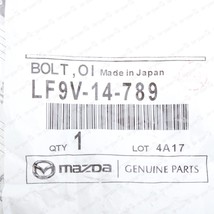 BOLT,OI Made in Japan
LF9V-14-789
QTY 1 LOT 4A17
mazda GENUINE PARTS